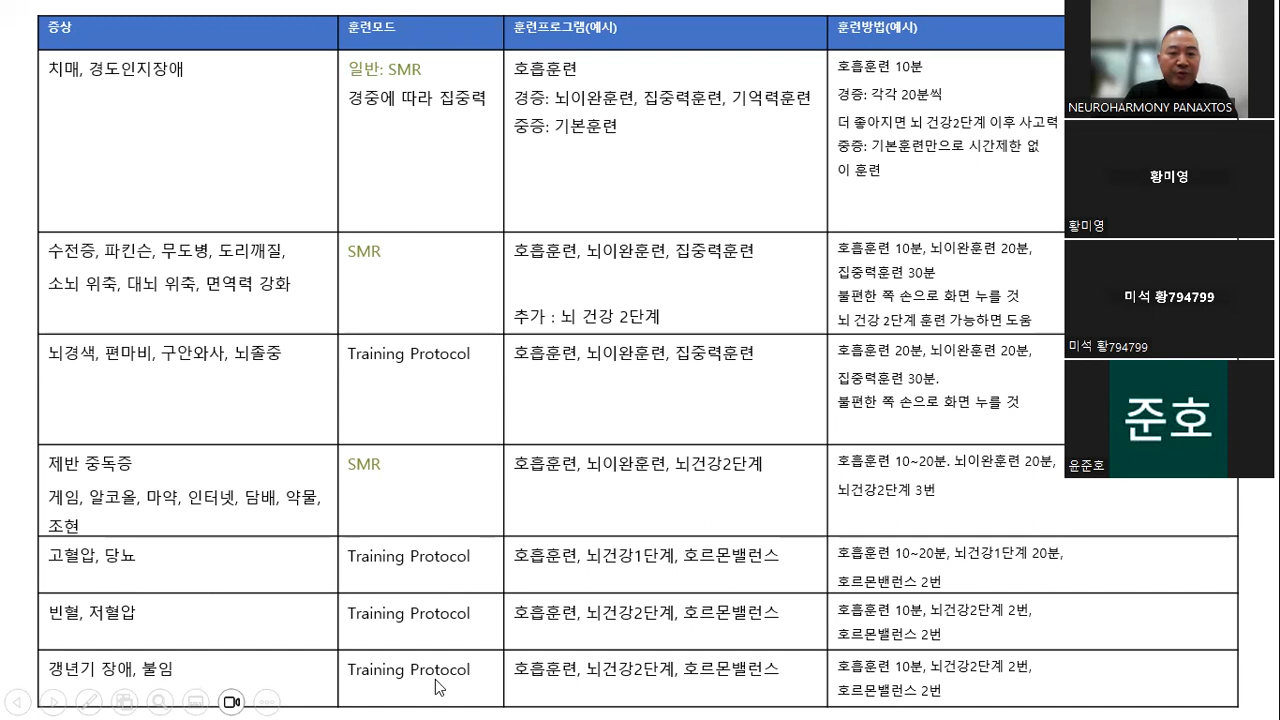 증상
훈련모드
훈련프로그램(예시)
훈련방법(예시)
치매, 경도인지장애
일반: SMR
경중에 따라 집중력
호흡훈련
경증: 뇌이완훈련, 집중력훈련, 기억력훈련
중증: 기본훈련
호흡훈련 10분
경증: 각각 20분씩
더 좋아지면 뇌 건강2단계 이후 사고력
중증: 기본훈련만으로 시간제한 없
이 훈련
수전증, 파킨슨, 무도병, 도리깨질,
소뇌 위축, 대뇌 위축, 면역력 강화
SMR
호흡훈련, 뇌이완훈련, 집중력훈련
추가 : 뇌 건강 2단계
호흡훈련 10분, 뇌이완훈련 20분,
집중력훈련 30분
불편한 쪽 손으로 화면 누를 것
뇌 건강 2단계 훈련 가능하면 도움
뇌경색, 편마비, 구안와사, 뇌졸중
Training Protocol
호흡훈련, 뇌이완훈련, 집중력훈련
호흡훈련 20분, 뇌이완훈련 20분,
집중력훈련 30분.
불편한 쪽 손으로 화면 누를 것
제반 중독증
게임, 알코올, 마약, 인터넷, 담배, 약물,
조현
SMR
호흡훈련, 뇌이완훈련, 뇌건강2단계
호흡훈련 10~20분. 뇌이완훈련 20분,
뇌건강2단계 3번
고혈압, 당뇨
Training Protocol
호흡훈련, 뇌건강1단계, 호르몬밸런스
호흡훈련 10~20분, 뇌건강1단계 20분,
호르몬밴런스 2번
빈혈, 저혈압
Training Protocol
호흡훈련, 뇌건강2단계, 호르몬밸런스
호흡훈련 10분, 뇌건강2단계 2번,
호르몬밸런스 2번
갱년기 장애, 불임
Training Protocol
호흡훈련, 뇌건강2단계, 호르몬밸런스
호흡훈련 10분, 뇌건강2단계 2번,
호르몬밸런스 2번
NEUROHARMONY PANAXTOS
황미영
황미영
미석 황794799
미석 황794799
준호
윤준호